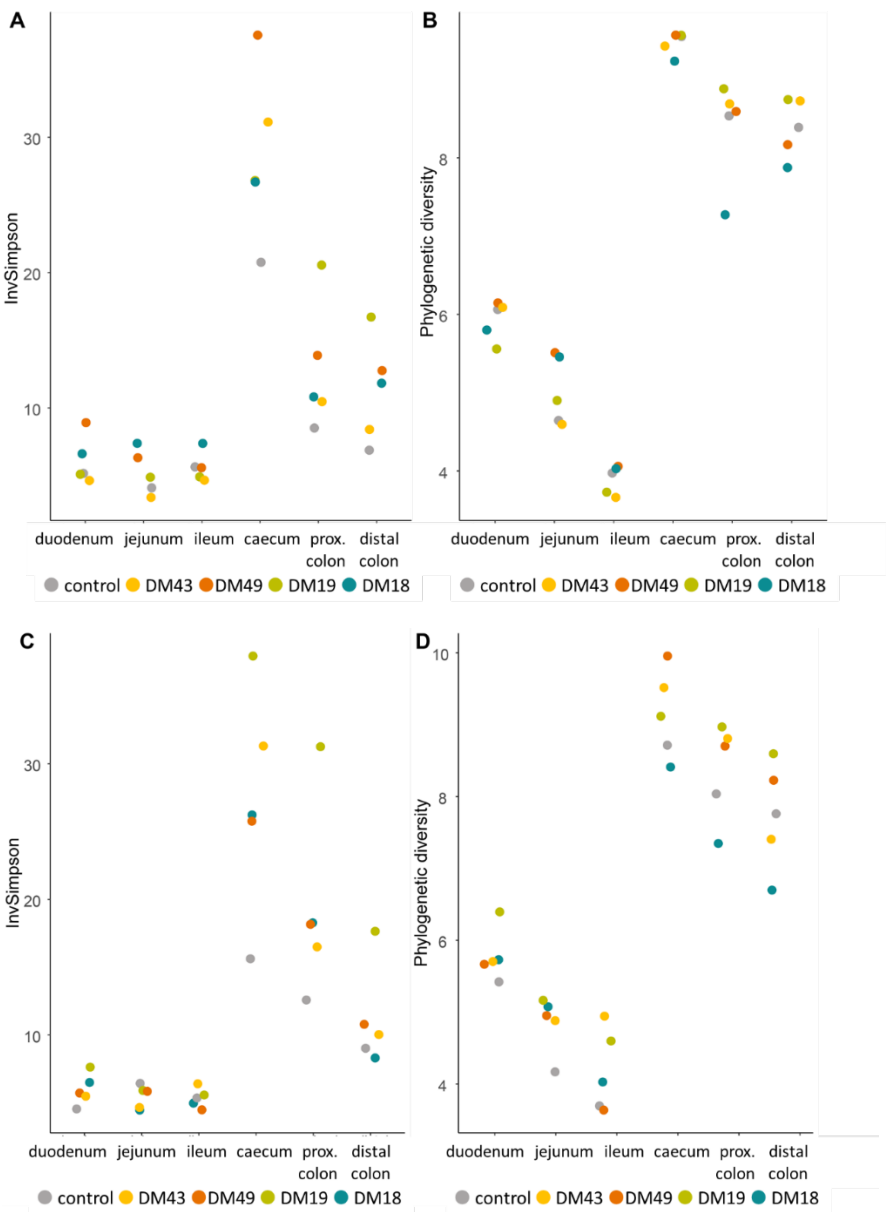 A
InvSimpson
30
20
10
duodenum jejunum ileum caecum prox. colon distal colon
control DM43 DM49 DM19 DM18
B
Phylogenetic diversity
8
6
4
duodenum jejunum ileum caecum prox. colon distal colon
control DM43 DM49 DM19 DM18
C
InvSimpson
30
20
10
duodenum jejunum ileum caecum prox. colon distal colon
control DM43 DM49 DM19 DM18
D
Phylogenetic diversity
10
8
6
4
duodenum jejunum ileum caecum prox. colon distal colon
control DM43 DM49 DM19 DM18